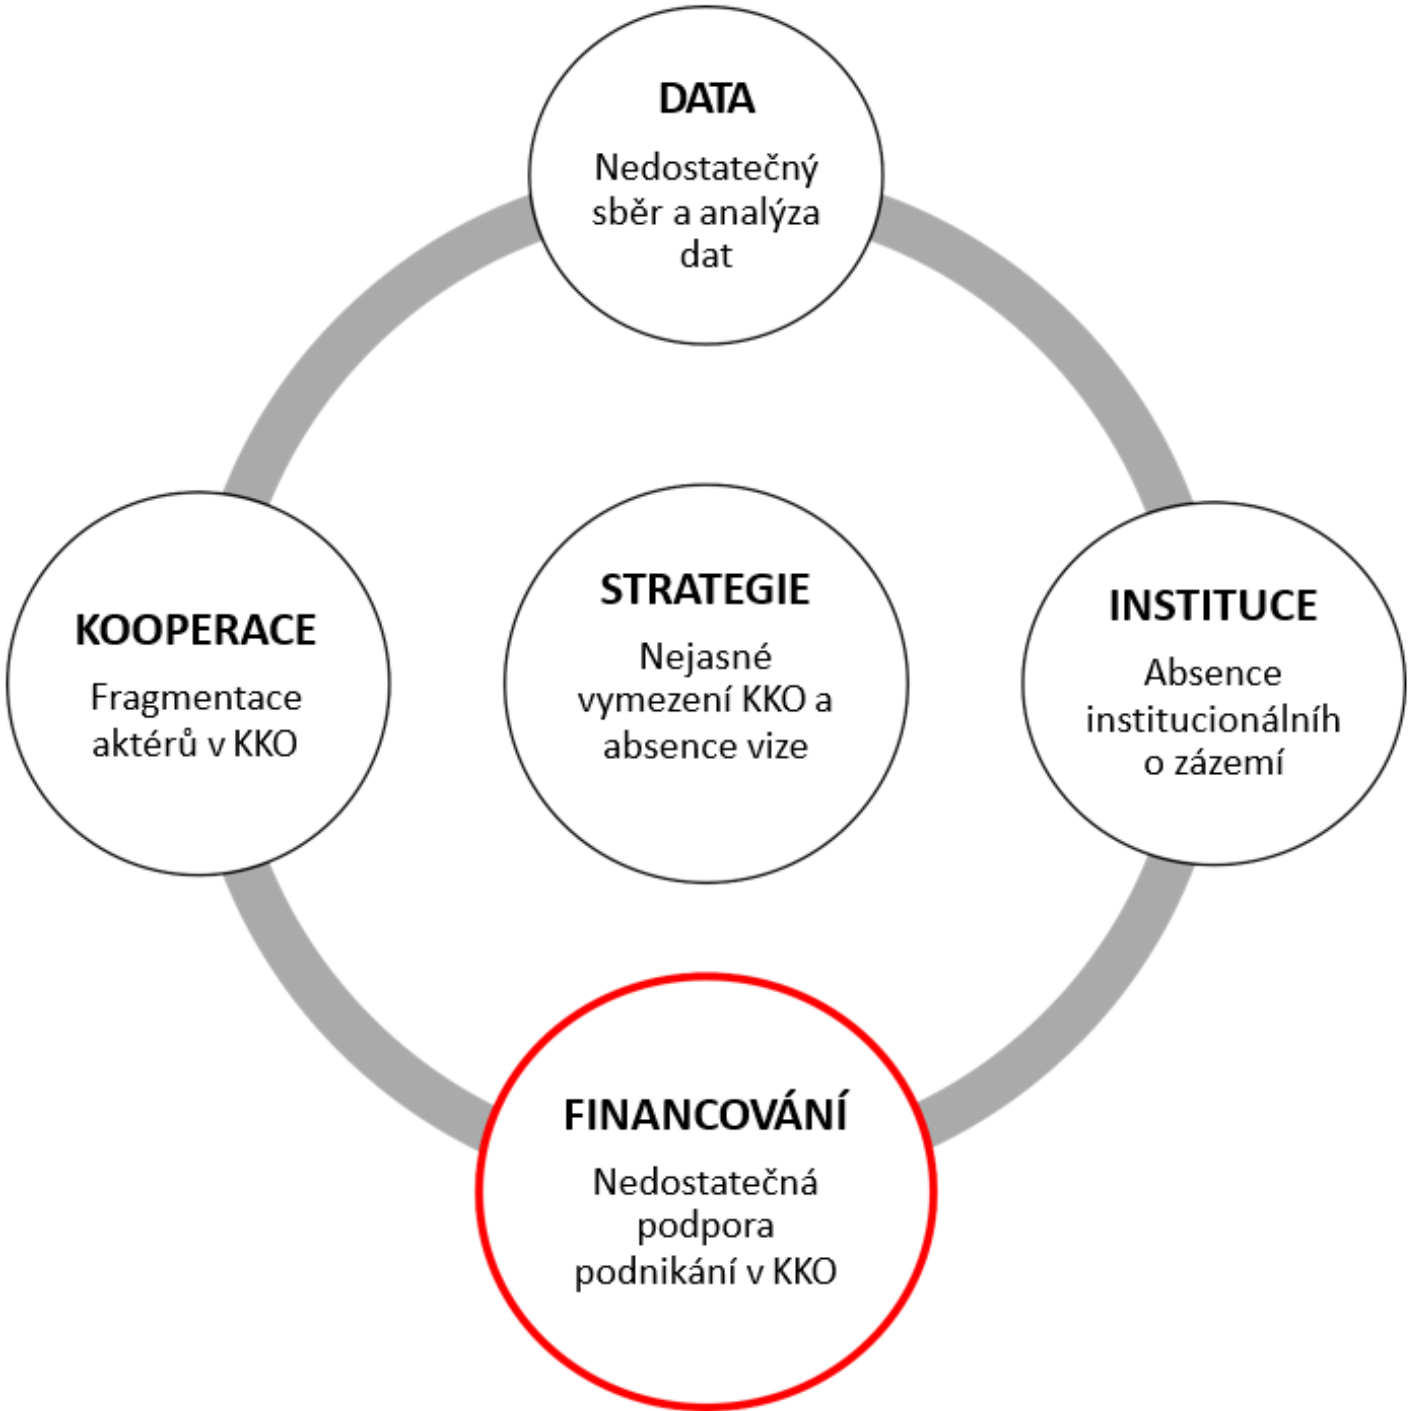 DATA
Nedostatečný
sběr a analýza
dat
KOOPERACE
Fragmentace
aktérů v KKO
STRATEGIE
Nejasné
vymezení KKO a
absence vize
INSTITUCE
Absence
institucionálníh
o zázemí
FINANCOVÁNÍ
Nedostatečná
podpora
podnikání v KKO